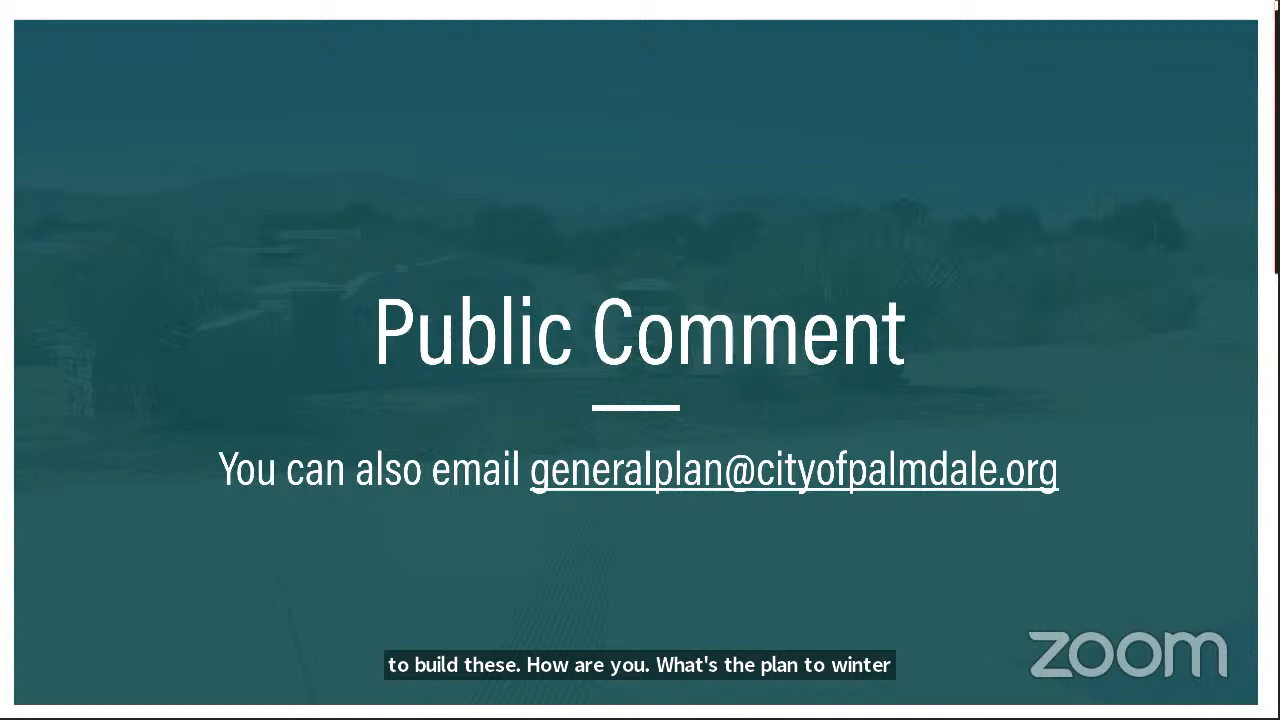 Public Comment
You can also email generalplan@cityofpalmdale.org
to build these. How are you. What's the plan to winter
zoom